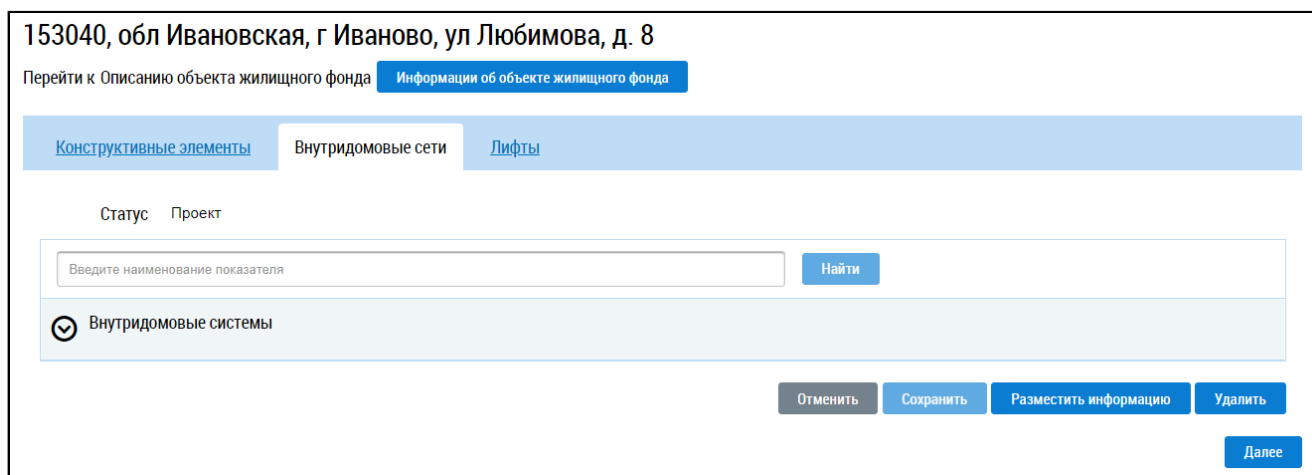 153040, обл Ивановская, г Иваново, ул Любимова, д. 8
Перейти к Описанию объекта жилищного фонда Информации об объекте жилищного фонда
Конструктивные элементы Внутридомовые сети Лифты
Статус Проект
Введите наименование показателя Найти
Внутридомовые системы
Отменить Сохранить Разместить информацию Удалить
Далее